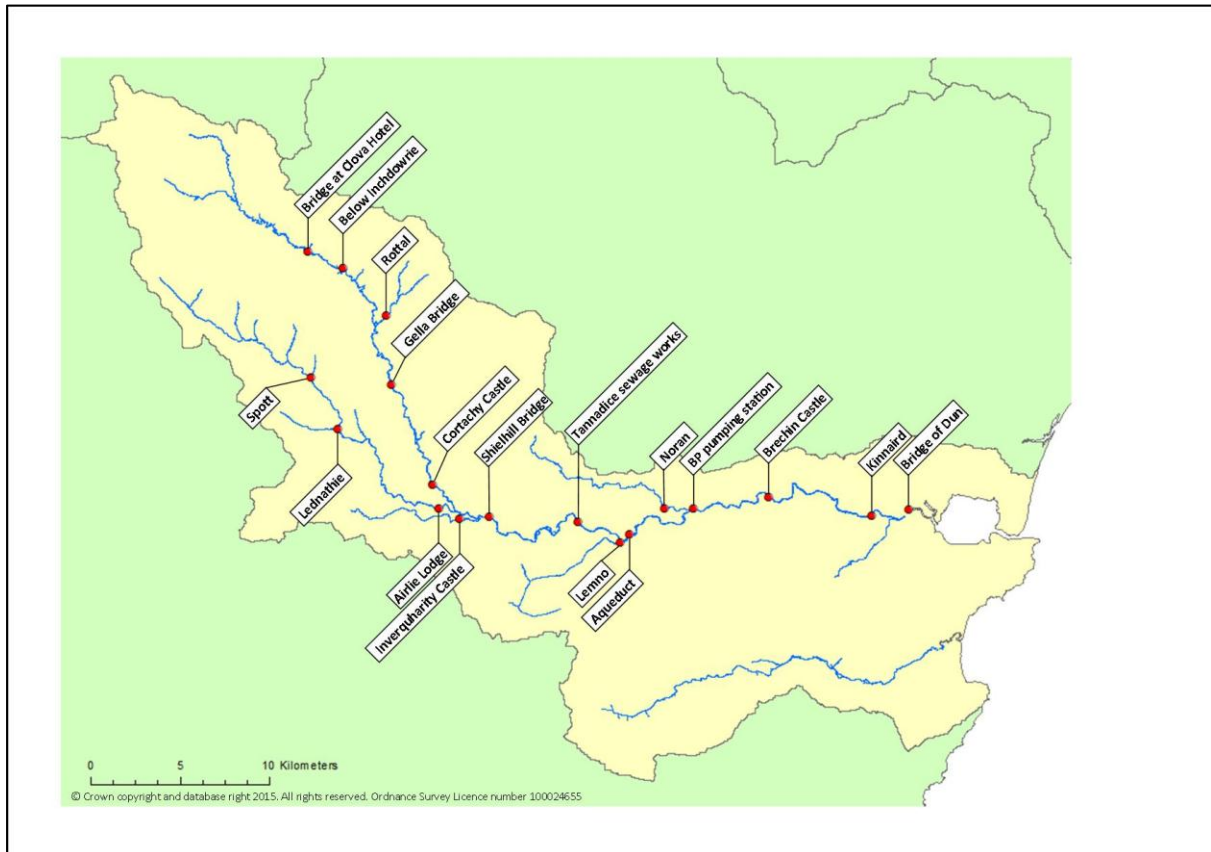 Bridge at Clova Hotel
Below Inchdowrie
Rottal
Gella Bridge
Spott
Lednathie
Cortachy Castle
Shielhill Bridge
Tannadice sewage works
Noran
BP pumping station
Brechin Castle
Kinnaird
Bridge of Dun
Airlie Lodge
Inverquharity Castle
Lemno
Aqueduct
0 5 10 Kilometers
© Crown copyright and database right 2015. All rights reserved. Ordnance Survey Licence number 100024655